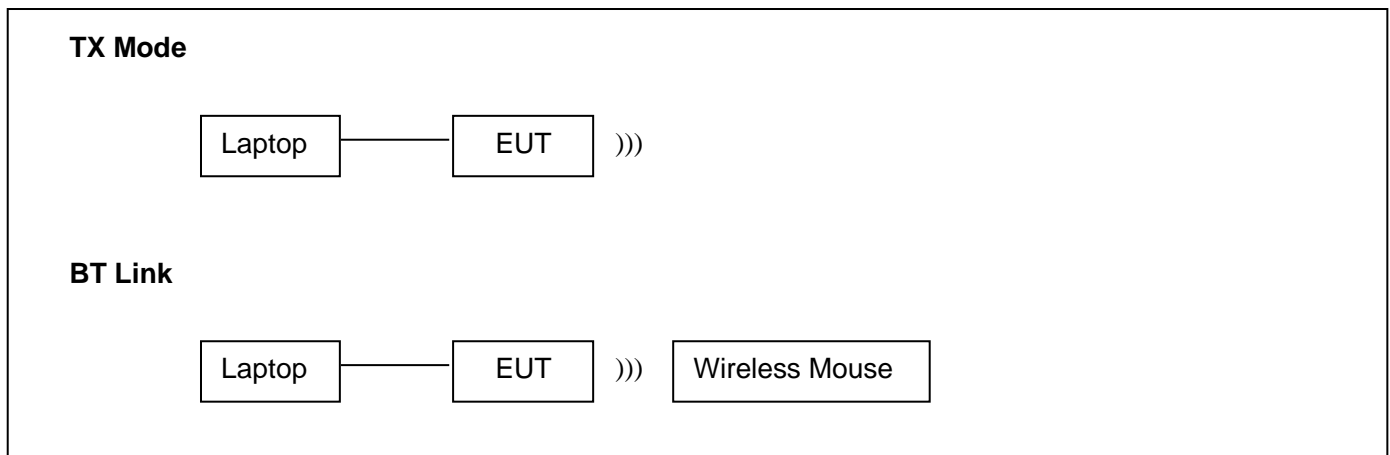 TX Mode
Laptop EUT )))
BT Link
Laptop EUT ))) Wireless Mouse